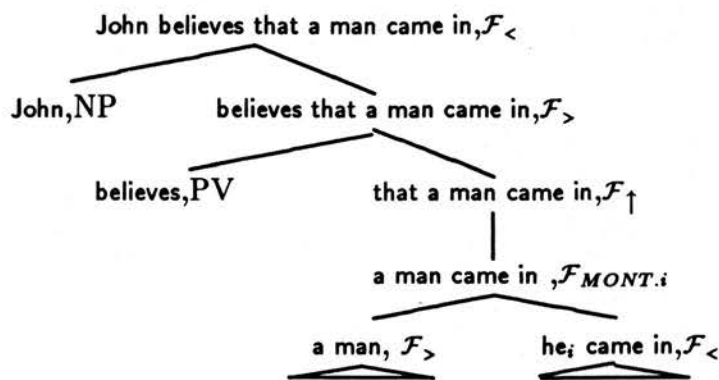 John believes that a man came in,ℱ<
John,NP believes that a man came in,ℱ>
believes,PV that a man came in,ℱ↑
a man came in ,ℱMONT.i
a man, ℱ> heᵢ came in,ℱ<